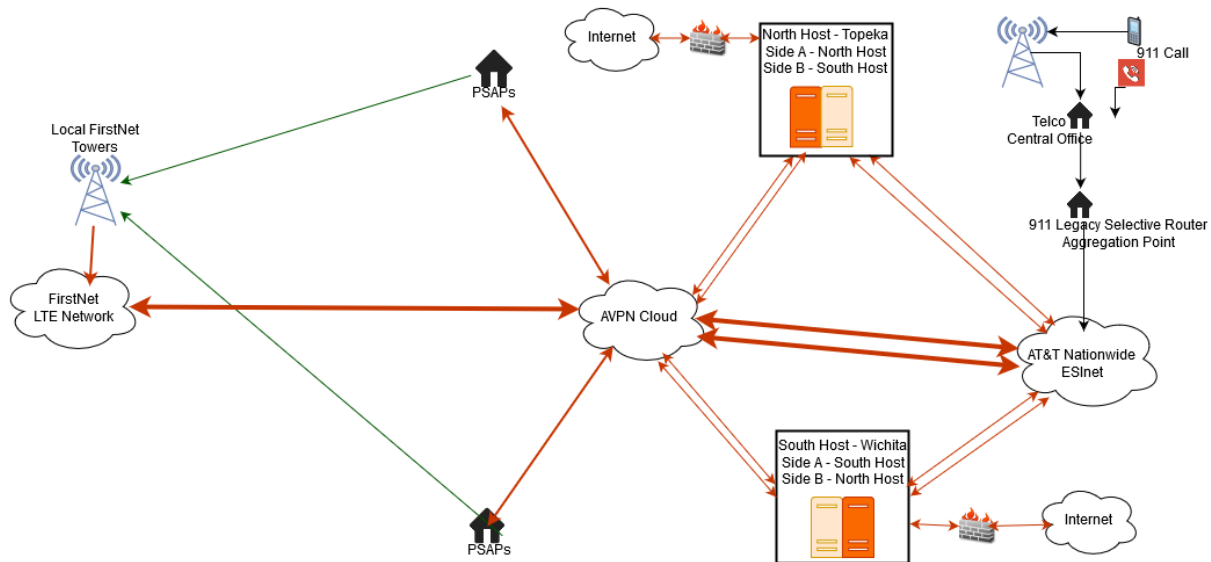 Internet
North Host - Topeka
Side A - North Host
Side B - South Host
911 Call
PSAPs
Telco
Central Office
Local FirstNet
Towers
911 Legacy Selective Router
Aggregation Point
FirstNet
LTE Network
AVPN Cloud
AT&T Nationwide
ESInet
South Host - Wichita
Side A - South Host
Side B - North Host
Internet
PSAPs